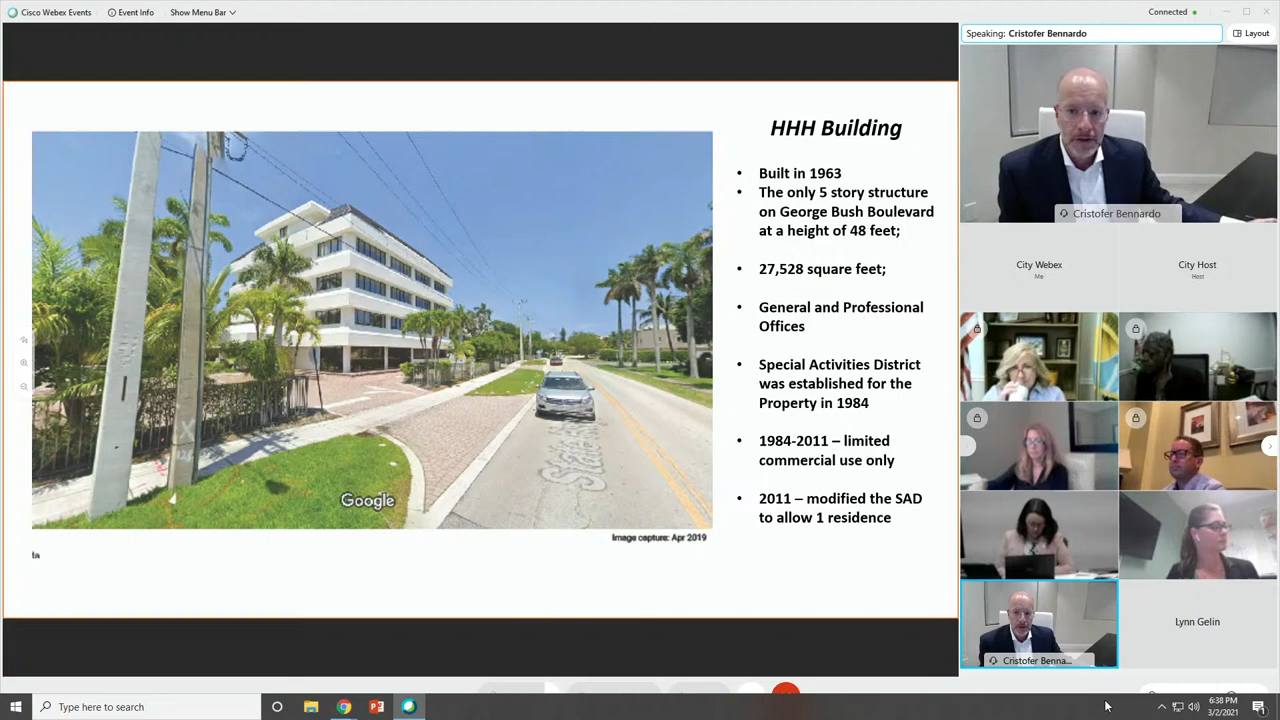 Cisco Webex Events
Event Info
Show Menu Bar
Connected
Speaking: Cristofer Bennardo
Layout
HHH Building
• Built in 1963
• The only 5 story structure
on George Bush Boulevard
at a height of 48 feet;
• 27,528 square feet;
• General and Professional
Offices
• Special Activities District
was established for the
Property in 1984
• 1984-2011 – limited
commercial use only
• 2011 – modified the SAD
to allow 1 residence
Google
Image capture: Apr 2019
Cristofer Bennardo
City Webex
Me
City Host
Host
Cristofer Benna...
Lynn Gelin
Type here to search
6:38 PM
3/2/2021